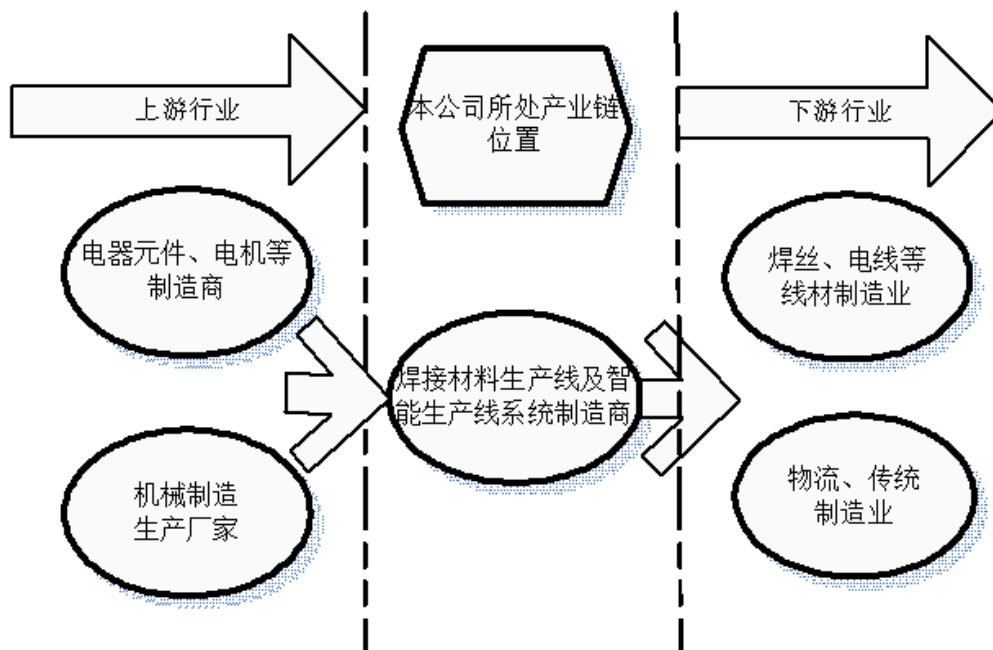 上游行业
本公司所处产业链
位置
下游行业
电器元件、电机等
制造商
焊丝、电线等
线材制造业
焊接材料生产线及智
能生产线系统制造商
机械制造
生产厂家
物流、传统
制造业